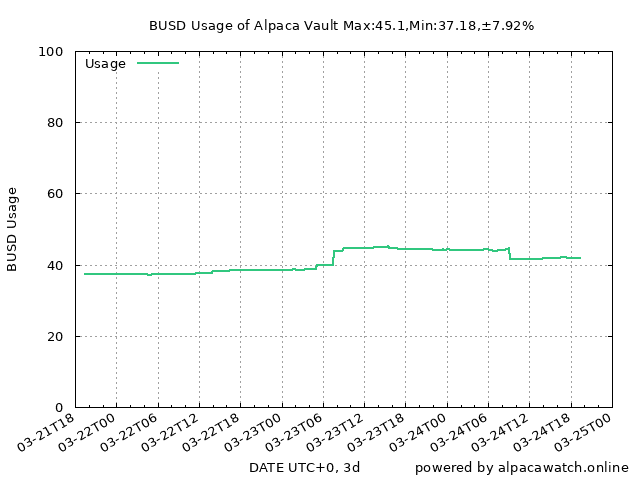 BUSD Usage of Alpaca Vault Max:45.1,Min:37.18,±7.92%
Usage
100
80
60
40
20
0
BUSD Usage
03-21T18
03-22T00
03-22T06
03-22T12
03-22T18
03-23T00
03-23T06
03-23T12
03-23T18
03-24T00
03-24T06
03-24T12
03-24T18
03-25T00
DATE UTC+0, 3d
powered by alpacawatch.online